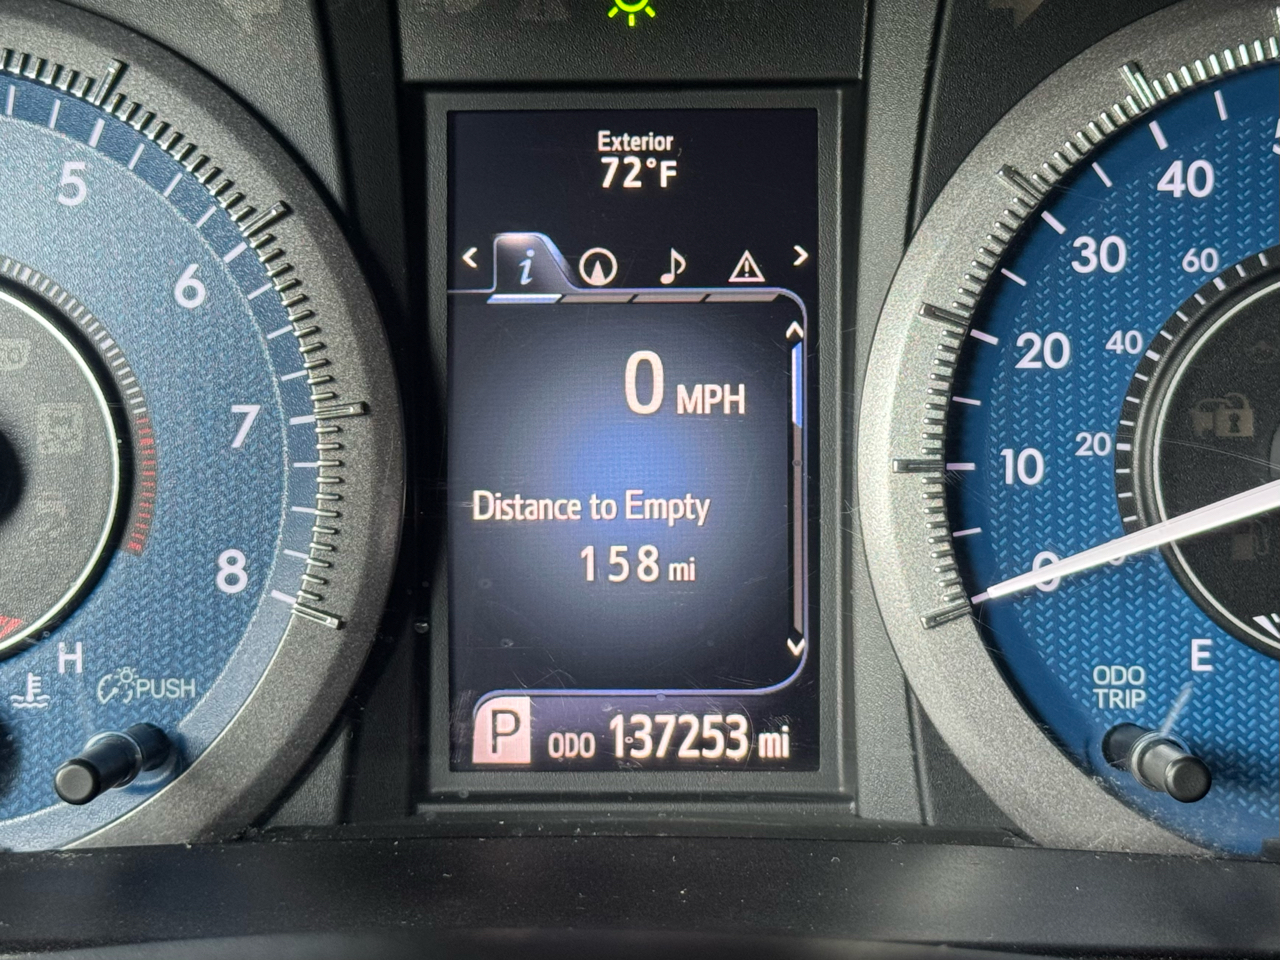 Exterior
72°F
i
0 MPH
Distance to Empty
158 mi
P ODO 137253 mi
5
6
7
8
H
PUSH
40
30
20
10
0
60
40
20
E
ODO
TRIP